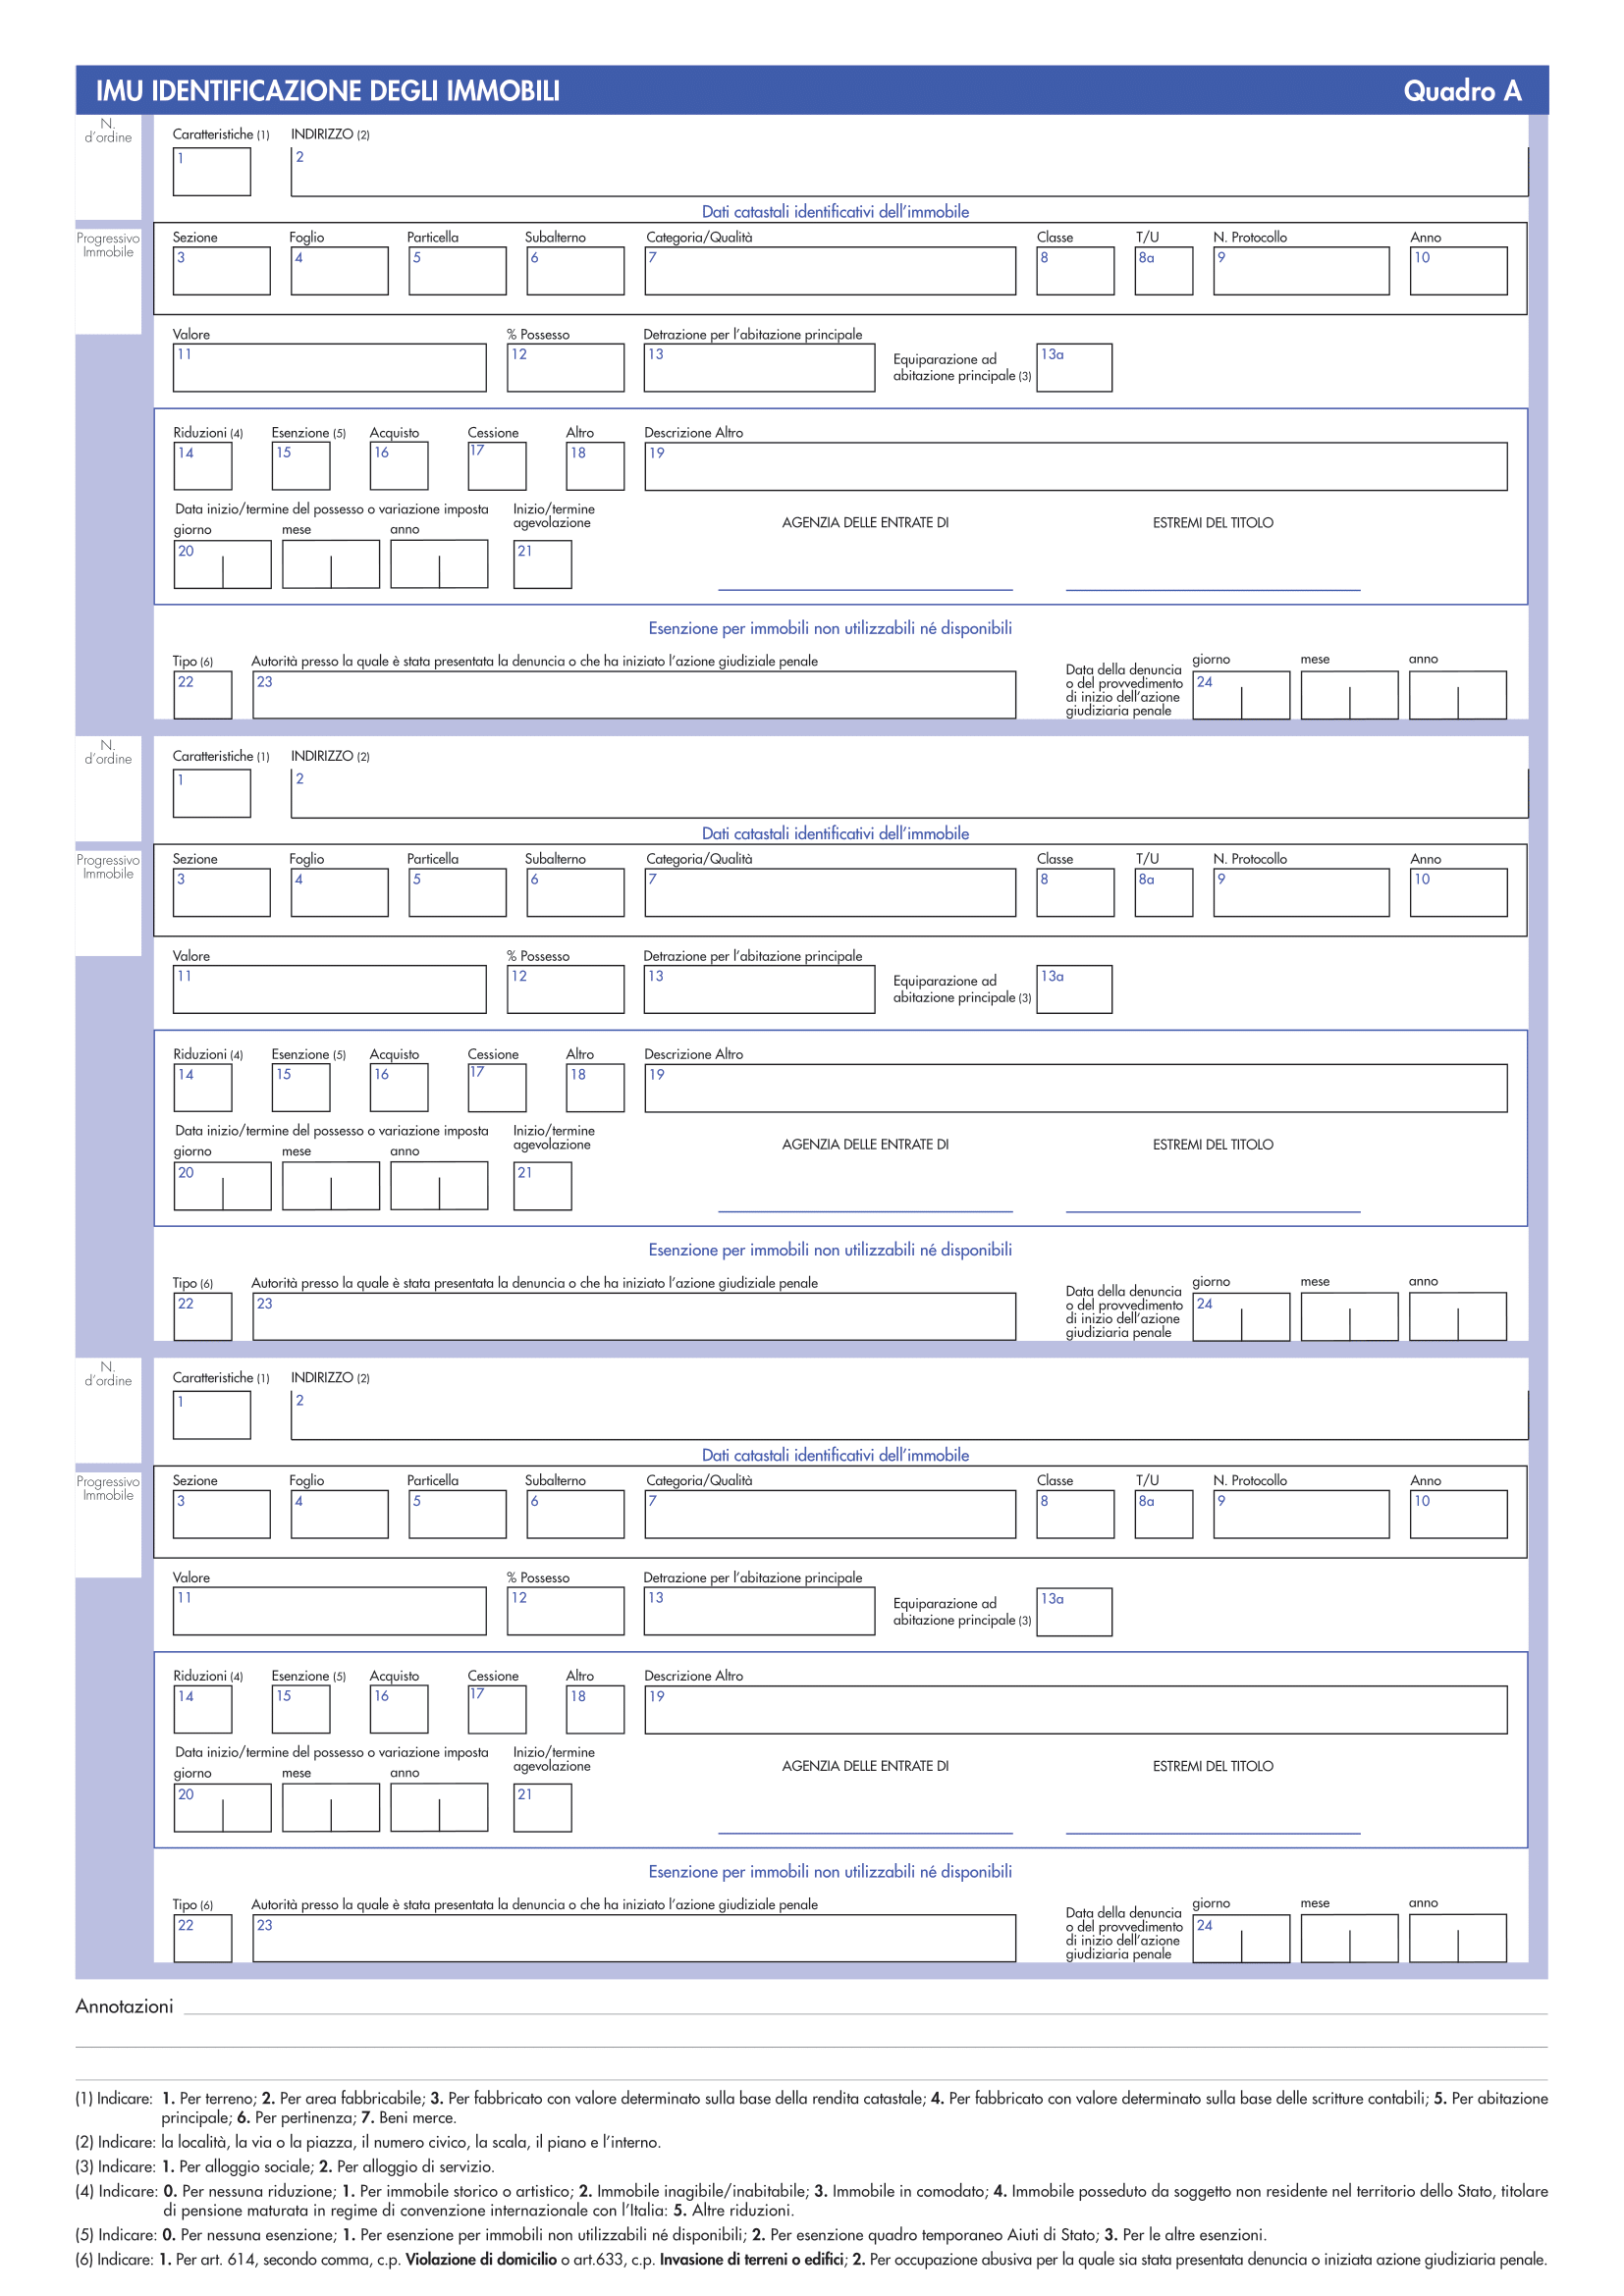 IMU IDENTIFICAZIONE DEGLI IMMOBILI Quadro A
N. d'ordine
Caratteristiche (1) INDIRIZZO (2)
1 2
Dati catastali identificativi dell'immobile
Progressivo Immobile
Sezione Foglio Particella Subalterno Categoria/Qualità Classe T/U N. Protocollo Anno
3 4 5 6 7 8 8a 9 10
Valore % Possesso Detrazione per l'abitazione principale
11 12 13
Equiparazione ad
abitazione principale (3)
13a
Riduzioni (4) Esenzione (5) Acquisto Cessione Altro Descrizione Altro
14 15 16 17 18 19
Data inizio/termine del possesso o variazione imposta
giorno mese anno
Inizio/termine
agevolazione
AGENZIA DELLE ENTRATE DI ESTREMI DEL TITOLO
20 21
Esenzione per immobili non utilizzabili né disponibili
Tipo (6) Autorità presso la quale è stata presentata la denuncia o che ha iniziato l'azione giudiziale penale
22 23
Data della denuncia
o del provvedimento
di inizio dell'azione
giudiziaria penale
giorno mese anno
24
N. d'ordine
Caratteristiche (1) INDIRIZZO (2)
1 2
Dati catastali identificativi dell'immobile
Progressivo Immobile
Sezione Foglio Particella Subalterno Categoria/Qualità Classe T/U N. Protocollo Anno
3 4 5 6 7 8 8a 9 10
Valore % Possesso Detrazione per l'abitazione principale
11 12 13
Equiparazione ad
abitazione principale (3)
13a
Riduzioni (4) Esenzione (5) Acquisto Cessione Altro Descrizione Altro
14 15 16 17 18 19
Data inizio/termine del possesso o variazione imposta
giorno mese anno
Inizio/termine
agevolazione
AGENZIA DELLE ENTRATE DI ESTREMI DEL TITOLO
20 21
Esenzione per immobili non utilizzabili né disponibili
Tipo (6) Autorità presso la quale è stata presentata la denuncia o che ha iniziato l'azione giudiziale penale
22 23
Data della denuncia
o del provvedimento
di inizio dell'azione
giudiziaria penale
giorno mese anno
24
N. d'ordine
Caratteristiche (1) INDIRIZZO (2)
1 2
Dati catastali identificativi dell'immobile
Progressivo Immobile
Sezione Foglio Particella Subalterno Categoria/Qualità Classe T/U N. Protocollo Anno
3 4 5 6 7 8 8a 9 10
Valore % Possesso Detrazione per l'abitazione principale
11 12 13
Equiparazione ad
abitazione principale (3)
13a
Riduzioni (4) Esenzione (5) Acquisto Cessione Altro Descrizione Altro
14 15 16 17 18 19
Data inizio/termine del possesso o variazione imposta
giorno mese anno
Inizio/termine
agevolazione
AGENZIA DELLE ENTRATE DI ESTREMI DEL TITOLO
20 21
Esenzione per immobili non utilizzabili né disponibili
Tipo (6) Autorità presso la quale è stata presentata la denuncia o che ha iniziato l'azione giudiziale penale
22 23
Data della denuncia
o del provvedimento
di inizio dell'azione
giudiziaria penale
giorno mese anno
24
Annotazioni
(1) Indicare: 1. Per terreno; 2. Per area fabbricabile; 3. Per fabbricato con valore determinato sulla base della rendita catastale; 4. Per fabbricato con valore determinato sulla base delle scritture contabili; 5. Per abitazione
principale; 6. Per pertinenza; 7. Beni merce.
(2) Indicare: la località, la via o la piazza, il numero civico, la scala, il piano e l'interno.
(3) Indicare: 1. Per alloggio sociale; 2. Per alloggio di servizio.
(4) Indicare: 0. Per nessuna riduzione; 1. Per immobile storico o artistico; 2. Immobile inagibile/inabitabile; 3. Immobile in comodato; 4. Immobile posseduto da soggetto non residente nel territorio dello Stato, titolare
di pensione maturata in regime di convenzione internazionale con l'Italia: 5. Altre riduzioni.
(5) Indicare: 0. Per nessuna esenzione; 1. Per esenzione per immobili non utilizzabili né disponibili; 2. Per esenzione quadro temporaneo Aiuti di Stato; 3. Per le altre esenzioni.
(6) Indicare: 1. Per art. 614, secondo comma, c.p. Violazione di domicilio o art.633, c.p. Invasione di terreni o edifici; 2. Per occupazione abusiva per la quale sia stata presentata denuncia o iniziata azione giudiziaria penale.